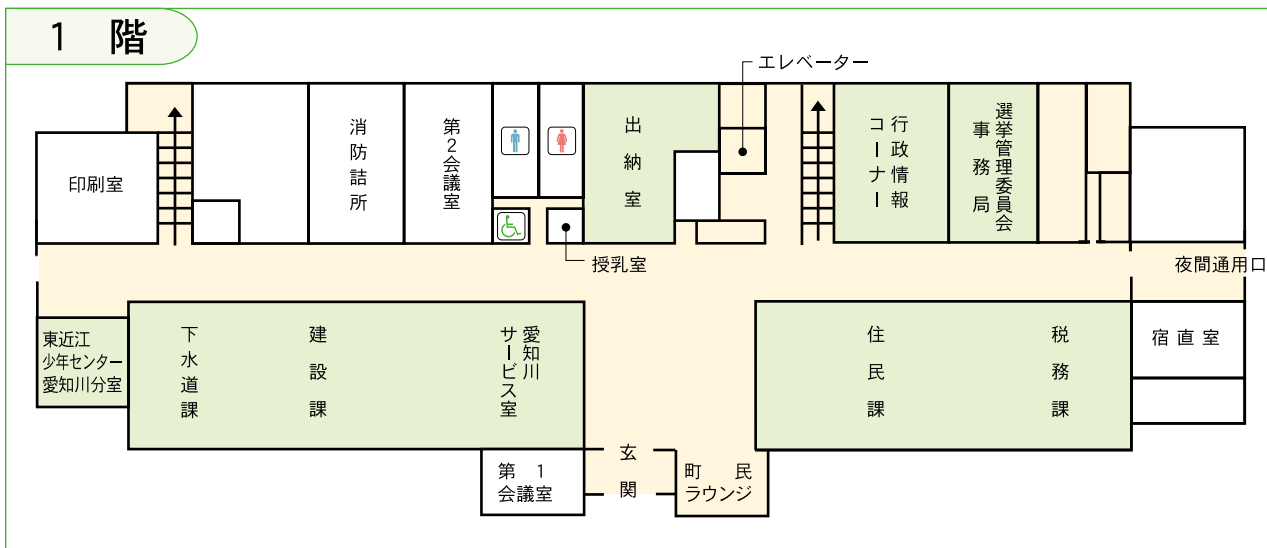 1 階
エレベーター
印刷室
消防詰所
第2会議室
出納室
行政情報
コーナー
選挙管理委員会
事務局
授乳室
夜間通用口
東近江
少年センター
愛知川分室
下水道課
建設課
愛知川
サービス室
住民課
税務課
宿直室
第1
会議室
玄関
町民
ラウンジ